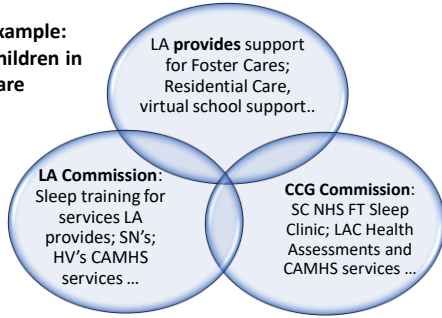 xample:
hildren in
are
LA provides support
for Foster Cares;
Residential Care,
virtual school support..
LA Commission:
Sleep training for
services LA
provides; SN's;
HV's CAMHS
services ...
CCG Commission:
SC NHS FT Sleep
Clinic; LAC Health
Assessments and
CAMHS services ...